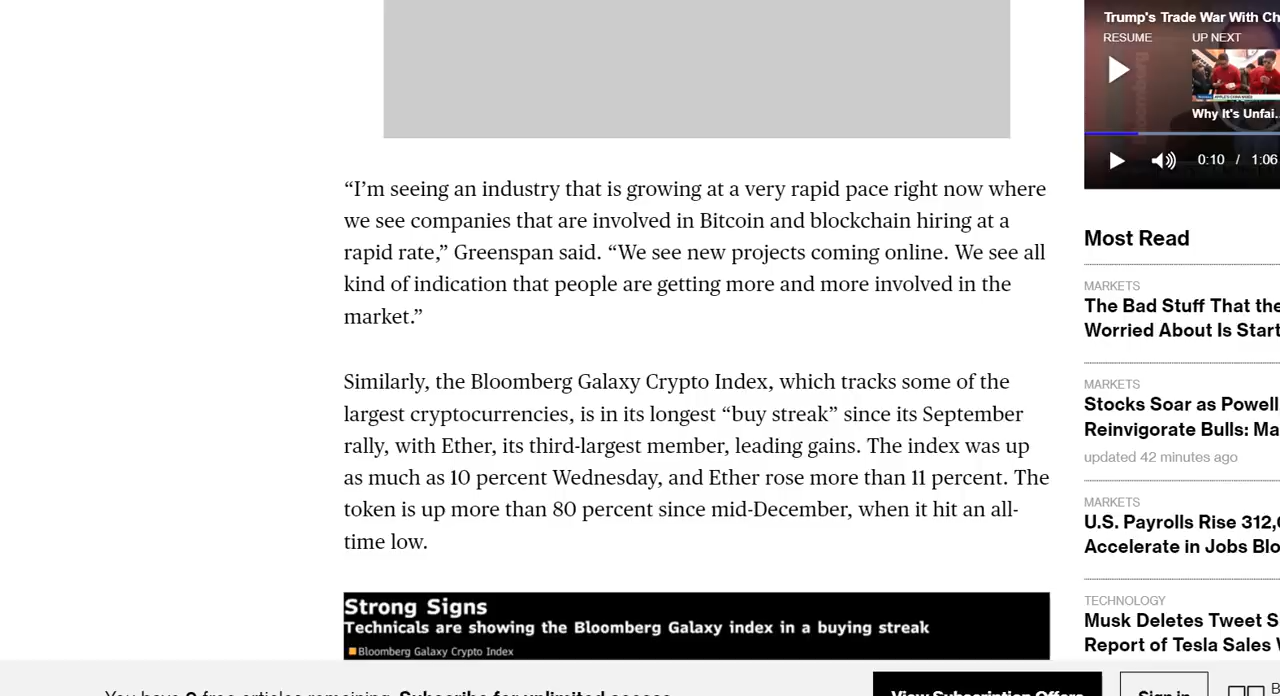 “I’m seeing an industry that is growing at a very rapid pace right now where
we see companies that are involved in Bitcoin and blockchain hiring at a
rapid rate,” Greenspan said. “We see new projects coming online. We see all
kind of indication that people are getting more and more involved in the
market.”
Similarly, the Bloomberg Galaxy Crypto Index, which tracks some of the
largest cryptocurrencies, is in its longest “buy streak” since its September
rally, with Ether, its third-largest member, leading gains. The index was up
as much as 10 percent Wednesday, and Ether rose more than 11 percent. The
token is up more than 80 percent since mid-December, when it hit an all-
time low.
Strong Signs
Technicals are showing the Bloomberg Galaxy index in a buying streak
Bloomberg Galaxy Crypto Index
Trump's Trade War With Ch
RESUME UP NEXT
Why It's Unfai..
0:10 / 1:06
Most Read
MARKETS
The Bad Stuff That the
Worried About Is Start
MARKETS
Stocks Soar as Powell
Reinvigorate Bulls: Ma
updated 42 minutes ago
MARKETS
U.S. Payrolls Rise 312,
Accelerate in Jobs Blo
TECHNOLOGY
Musk Deletes Tweet S
Report of Tesla Sales
You have free articles remaining. Subscribe for unlimited access.
View Subscription Offers
Sign in